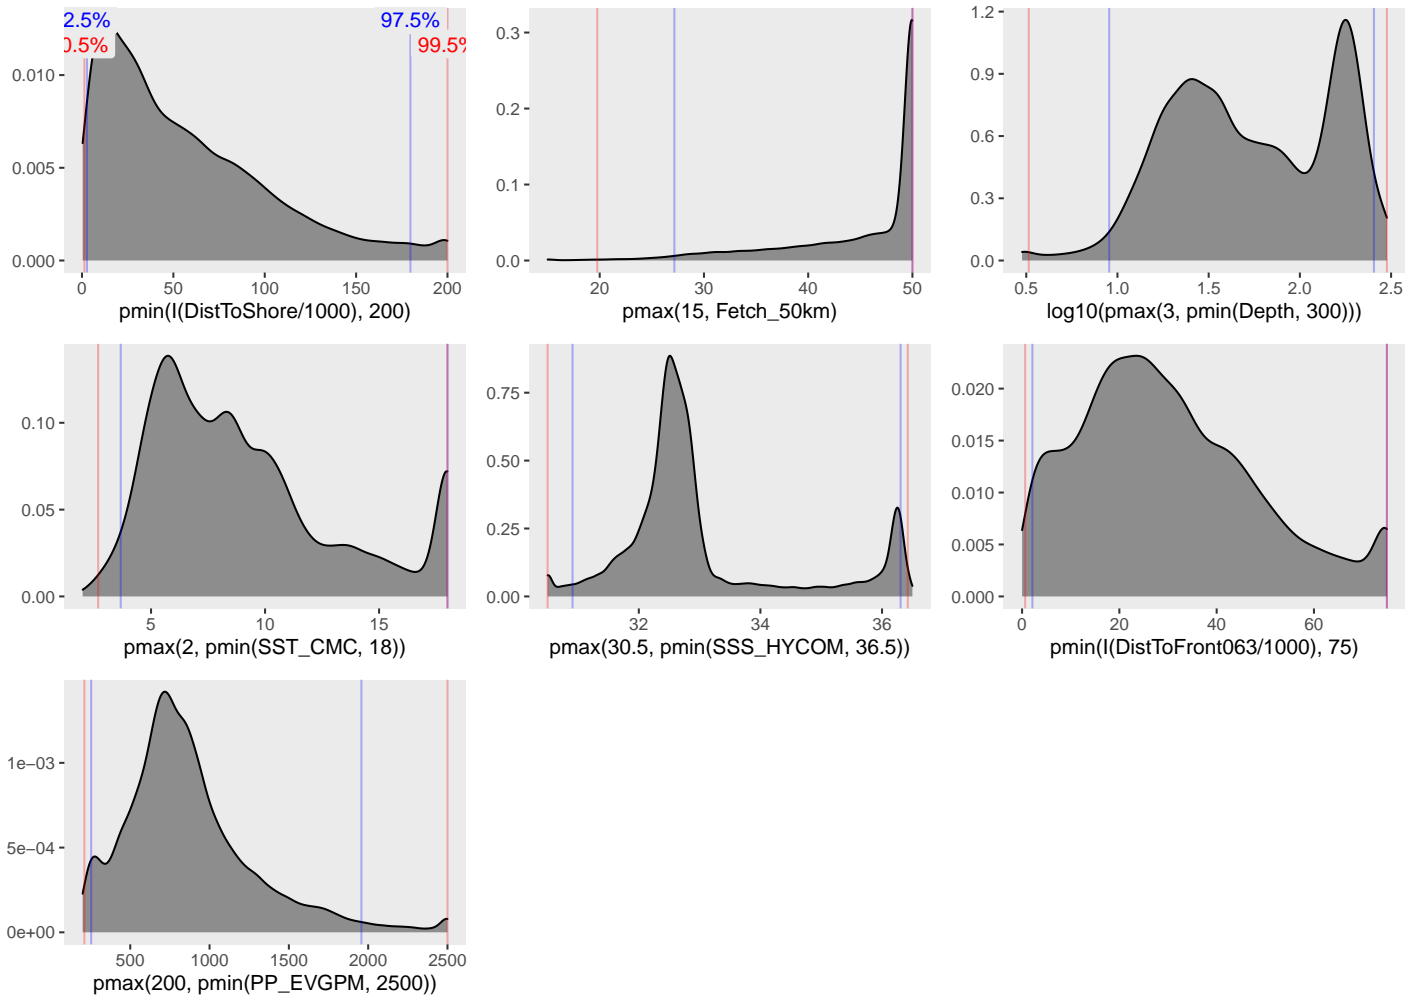 2.5%
97.5%
0.5%
99.5%
0.010
0.005
0.000
0 50 100 150 200
pmin(I(DistToShore/1000), 200)
0.3
0.2
0.1
0.0
20 30 40 50
pmax(15, Fetch_50km)
1.2
0.9
0.6
0.3
0.0
0.5 1.0 1.5 2.0 2.5
log10(pmax(3, pmin(Depth, 300)))
0.10
0.05
0.00
5 10 15
pmax(2, pmin(SST_CMC, 18))
0.75
0.50
0.25
0.00
32 34 36
pmax(30.5, pmin(SSS_HYCOM, 36.5))
0.020
0.015
0.010
0.005
0.000
0 20 40 60
pmin(I(DistToFront063/1000), 75)
1e−03
5e−04
0e+00
500 1000 1500 2000 2500
pmax(200, pmin(PP_EVGPM, 2500))